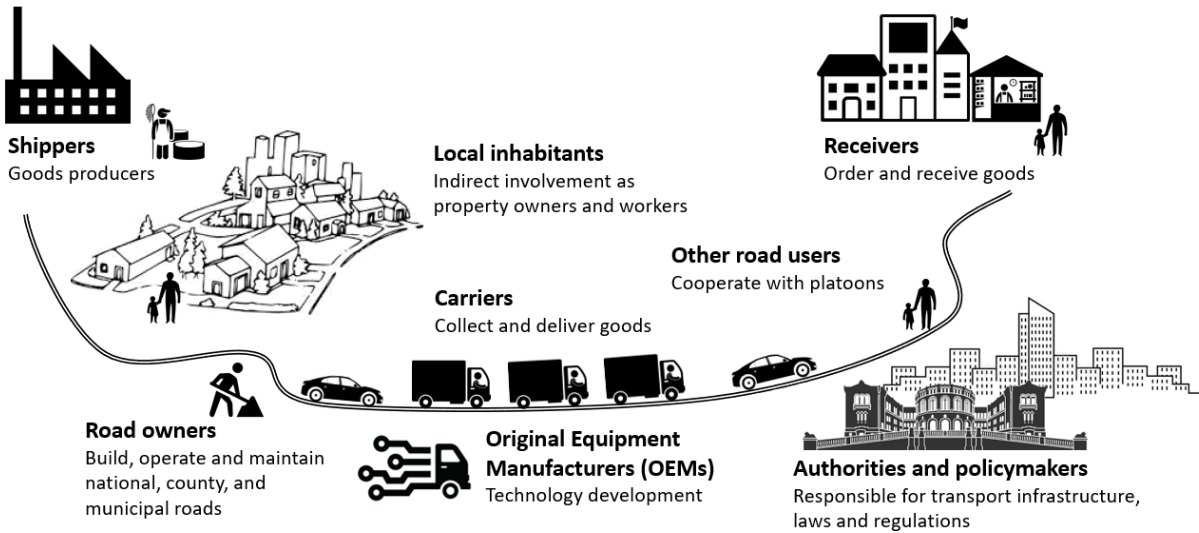 Shippers
Goods producers
Local inhabitants
Indirect involvement as
property owners and workers
Receivers
Order and receive goods
Other road users
Cooperate with platoons
Carriers
Collect and deliver goods
Road owners
Build, operate and maintain
national, county, and
municipal roads
Original Equipment
Manufacturers (OEMs)
Technology development
Authorities and policymakers
Responsible for transport infrastructure,
laws and regulations